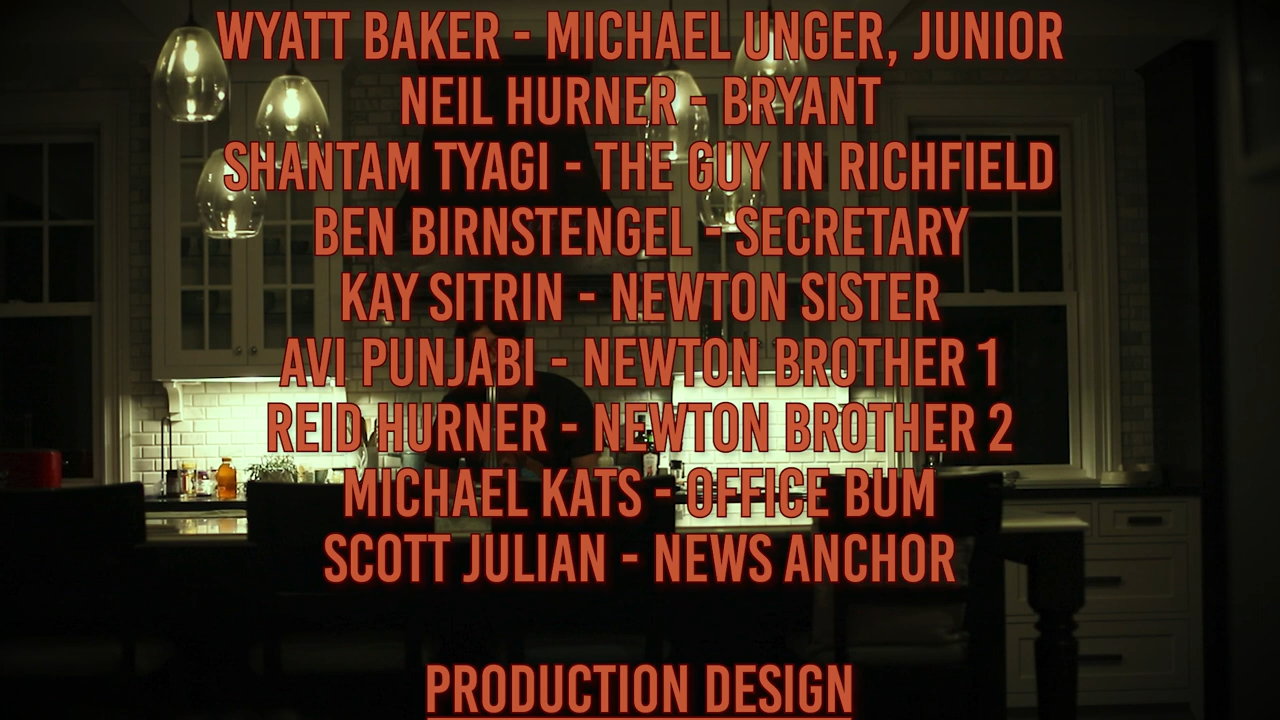 WYATT BAKER - MICHAEL UNGER, JUNIOR
NEIL HURNER - BRYANT
SHANTAM TYAGI - THE GUY IN RICHFIELD
BEN BIRNSTENGEL - SECRETARY
KAY SITRIN - NEWTON SISTER
AVI PUNJABI - NEWTON BROTHER 1
REID HURNER - NEWTON BROTHER 2
MICHAEL KATS - OFFICE BUM
SCOTT JULIAN - NEWS ANCHOR
PRODUCTION DESIGN